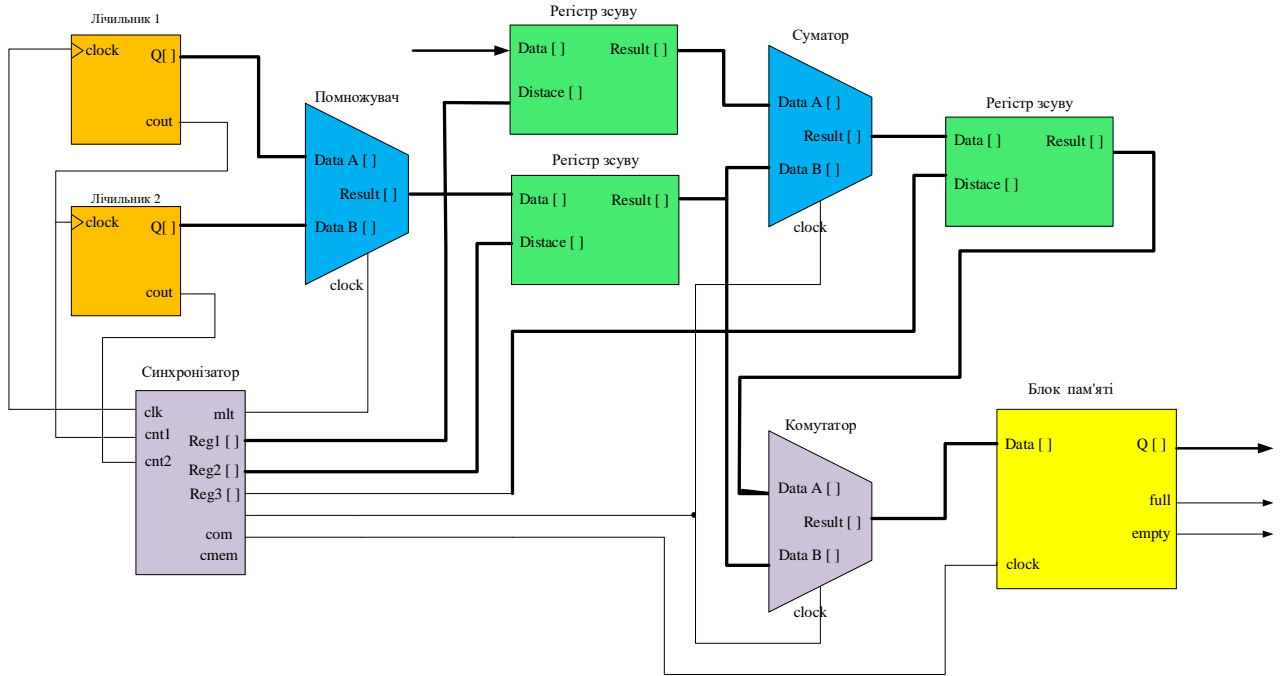 Лічильник 1
clock
Q[ ]
cout
Лічильник 2
clock
Q[ ]
cout
Помножувач
Data A [ ]
Result [ ]
Data B [ ]
clock
Регістр зсуву
Data [ ]
Result [ ]
Distace [ ]
Регістр зсуву
Data [ ]
Result [ ]
Distace [ ]
Суматор
Data A [ ]
Result [ ]
Data B [ ]
clock
Регістр зсуву
Data [ ]
Result [ ]
Distace [ ]
Синхронізатор
clk
mlt
cnt1
Reg1 [ ]
cnt2
Reg2 [ ]
Reg3 [ ]
com
cmem
Комутатор
Data A [ ]
Result [ ]
Data B [ ]
clock
Блок пам'яті
Data [ ]
Q [ ]
full
empty
clock